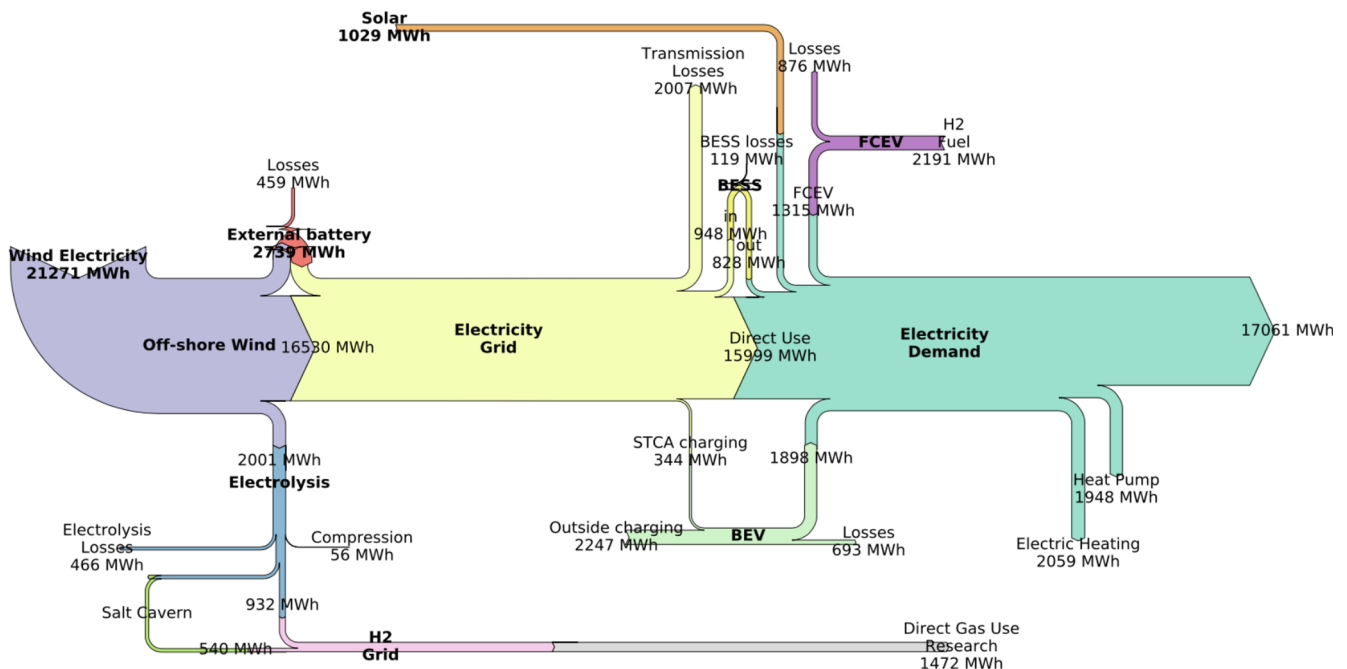 Solar
1029 MWh
Transmission
Losses
2007 MWh
Losses
876 MWh
BESS losses
119 MWh
H2
Fuel
2191 MWh
FCEV
BESS
FCEV
1315 MWh
in
948 MWh
out
828 MWh
Losses
459 MWh
External battery
2739 MWh
Wind Electricity
21271 MWh
Off-shore Wind
16530 MWh
Electricity
Grid
Direct Use
15999 MWh
Electricity
Demand
17061 MWh
2001 MWh
Electrolysis
STCA charging
344 MWh
1898 MWh
Heat Pump
1948 MWh
Electrolysis
Losses
466 MWh
Compression
56 MWh
Outside charging
2247 MWh
BEV
Losses
693 MWh
Electric Heating
2059 MWh
Salt Cavern
932 MWh
540 MWh
H2
Grid
Direct Gas Use
Research
1472 MWh